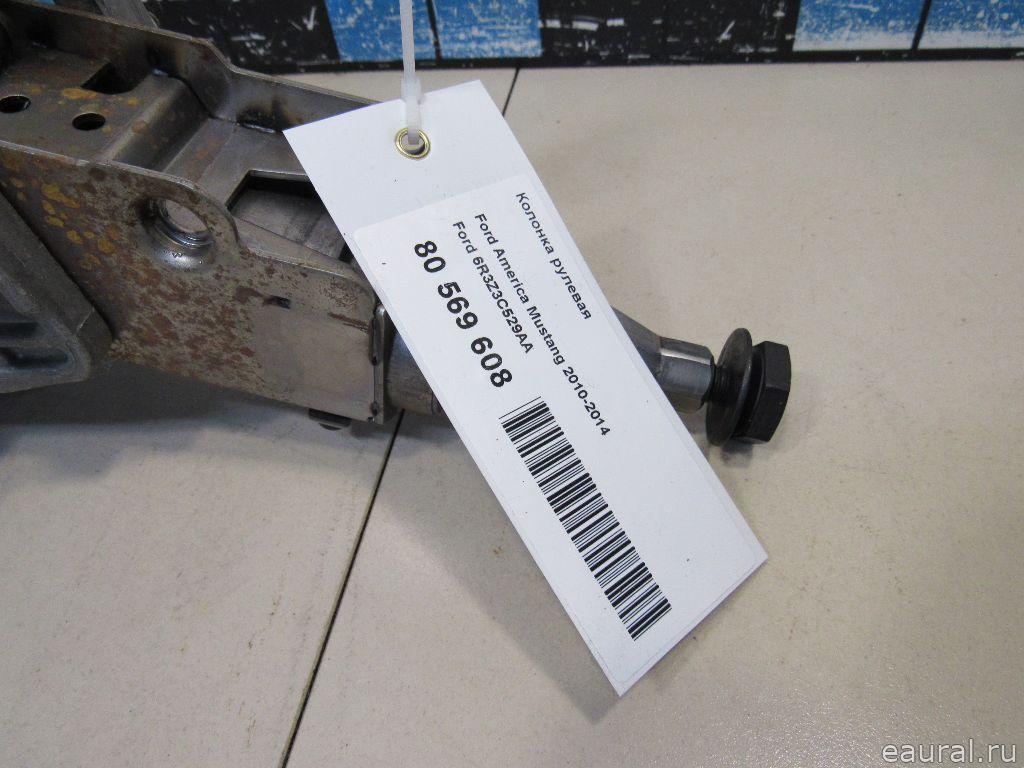 Колонка рулевая
Ford America Mustang 2010-2014
Ford 6R3Z3C529AA
80 569 608
eaural.ru